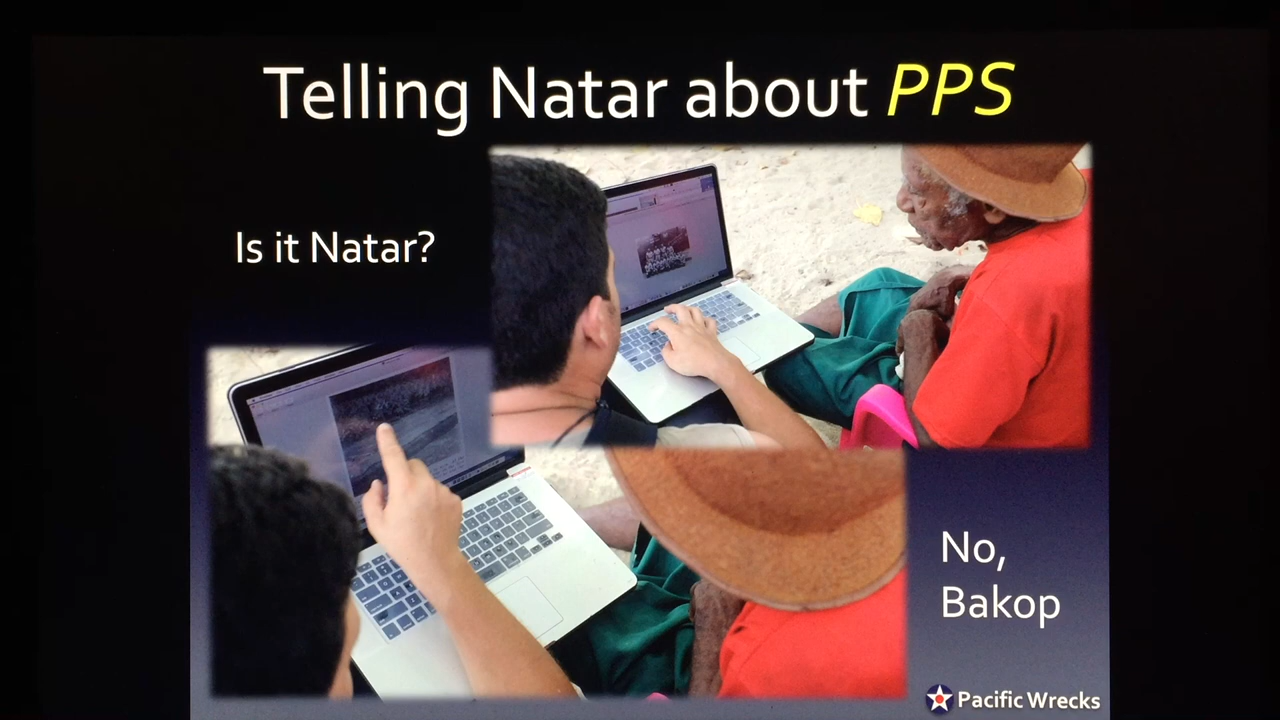 Telling Natar about PPS
Is it Natar?
No,
Bakop
Pacific Wrecks